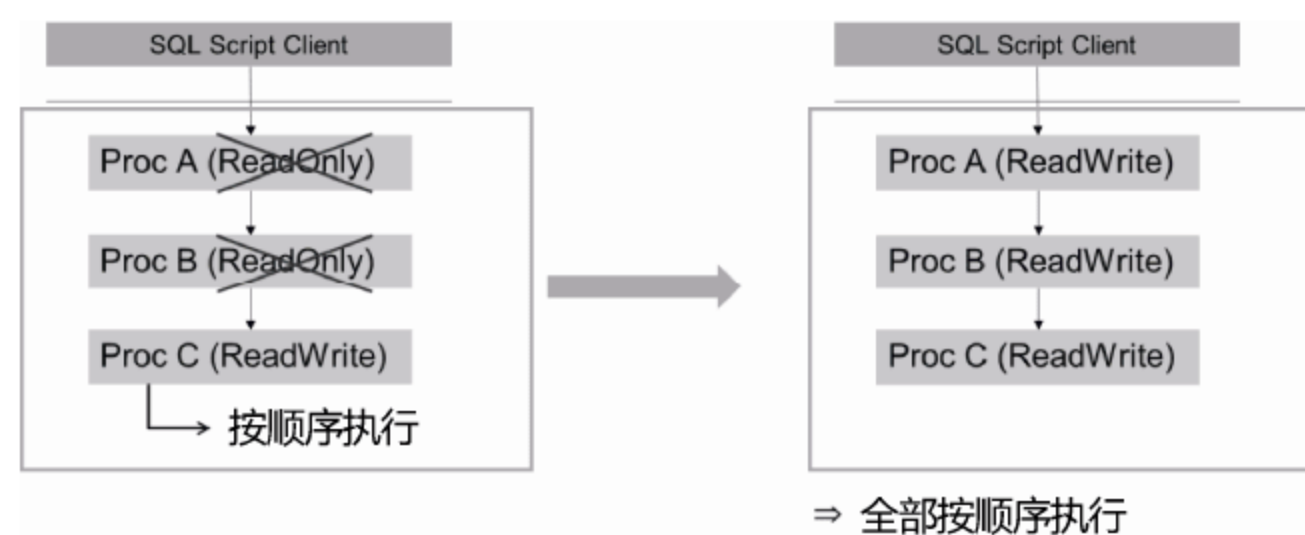 SQL Script Client
Proc A (ReadOnly)
Proc B (ReadOnly)
Proc C (ReadWrite)
按顺序执行
SQL Script Client
Proc A (ReadWrite)
Proc B (ReadWrite)
Proc C (ReadWrite)
⇒ 全部按顺序执行